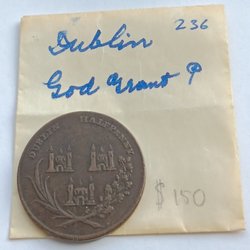 236
Dublin
God Grant P
DUBLIN HALFPENNY
$150